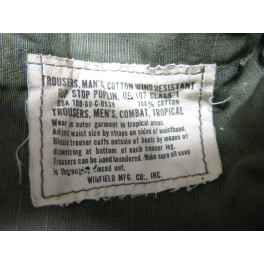 TROUSERS, MAN'S, COTTON WIND RESISTANT
RIP STOP POPLIN, OG 107 CLASS 1
DSA 100-69-C-0539 100% COTTON
TROUSERS, MEN'S, COMBAT, TROPICAL
Wear as outer garment in tropical areas.
Adjust waist size by straps on sides of waistband.
Blouse trouser cuffs outside of boots by means of
drawstring at bottom of each trouser leg.
Trousers can be hand laundered. Make sure all soap
is thoroughly rinsed out.
WINFIELD MFG. CO., INC.